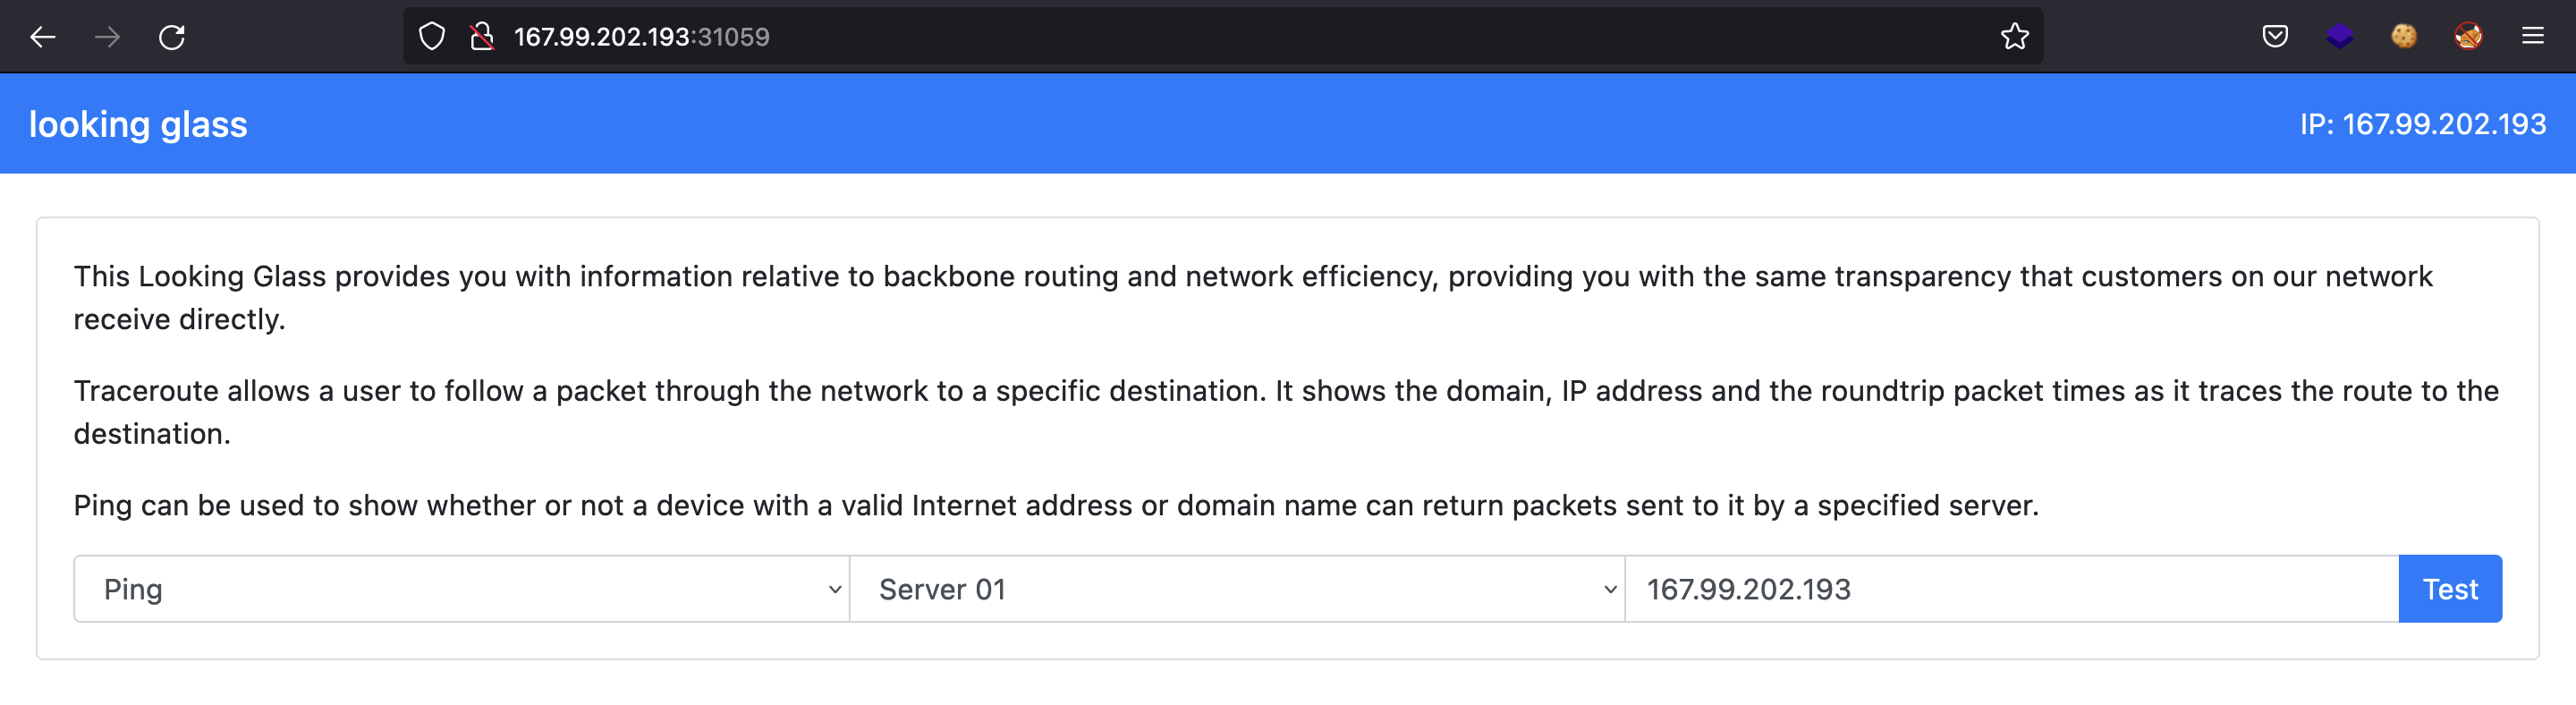 167.99.202.193:31059
looking glass
IP: 167.99.202.193
This Looking Glass provides you with information relative to backbone routing and network efficiency, providing you with the same transparency that customers on our network
receive directly.
Traceroute allows a user to follow a packet through the network to a specific destination. It shows the domain, IP address and the roundtrip packet times as it traces the route to the
destination.
Ping can be used to show whether or not a device with a valid Internet address or domain name can return packets sent to it by a specified server.
Ping
Server 01
167.99.202.193
Test